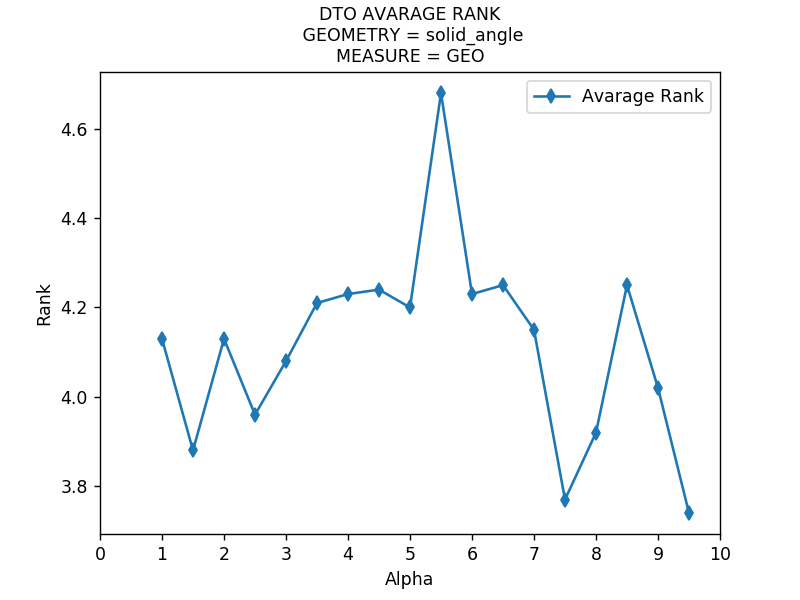 DTO AVARAGE RANK
GEOMETRY = solid_angle
MEASURE = GEO
Avarage Rank
4.6
4.4
4.2
4.0
3.8
Rank
0 1 2 3 4 5 6 7 8 9 10
Alpha